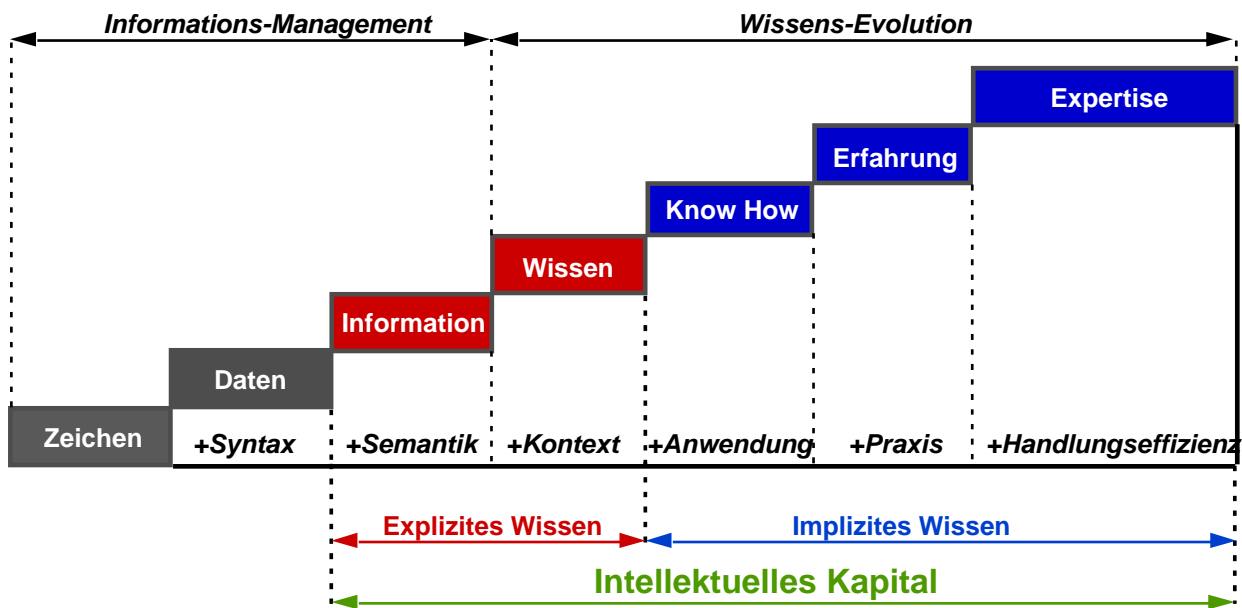 Informations-Management
Wissens-Evolution
Expertise
Erfahrung
Know How
Wissen
Information
Daten
Zeichen
+Syntax
+Semantik
+Kontext
+Anwendung
+Praxis
+Handlungseffizienz
Explizites Wissen
Implizites Wissen
Intellektuelles Kapital